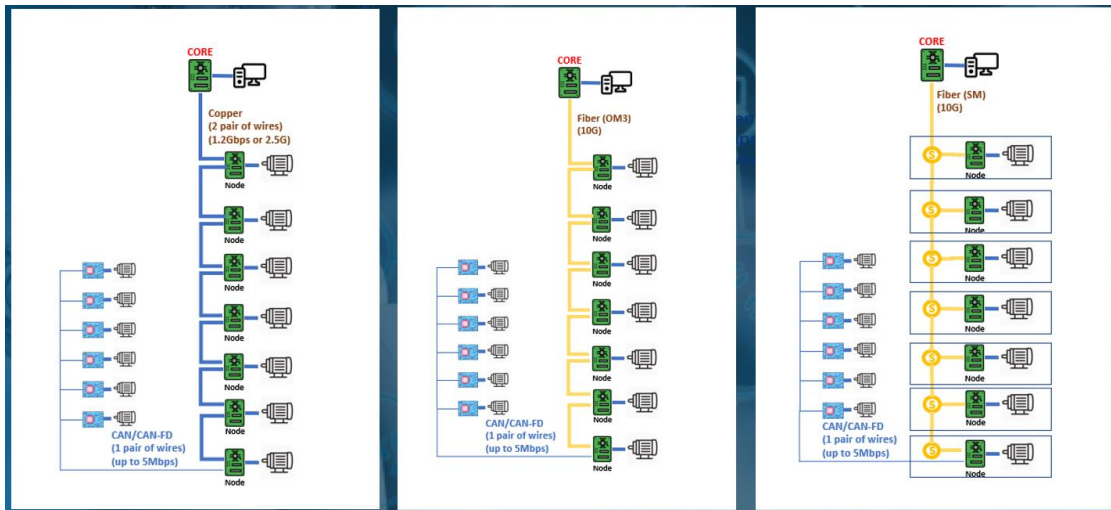 CORE
Copper
(2 pair of wires)
(1.2Gbps or 2.5G)
Node
Node
Node
Node
Node
Node
CAN/CAN-FD
(1 pair of wires)
(up to 5Mbps)
Node
CORE
Fiber (OM3)
(10G)
Node
Node
Node
Node
Node
Node
CAN/CAN-FD
(1 pair of wires)
(up to 5Mbps)
Node
CORE
Fiber (SM)
(10G)
S
Node
S
Node
S
Node
S
Node
S
Node
S
Node
CAN/CAN-FD
(1 pair of wires)
(up to 5Mbps)
S
Node